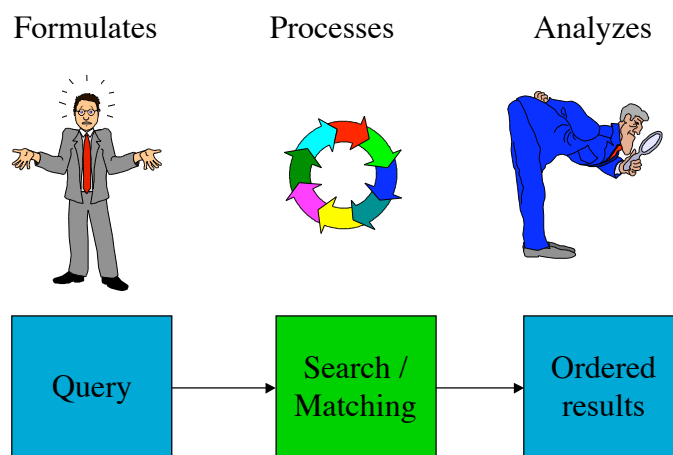 Formulates
Processes
Analyzes
Query
Search /
Matching
Ordered
results